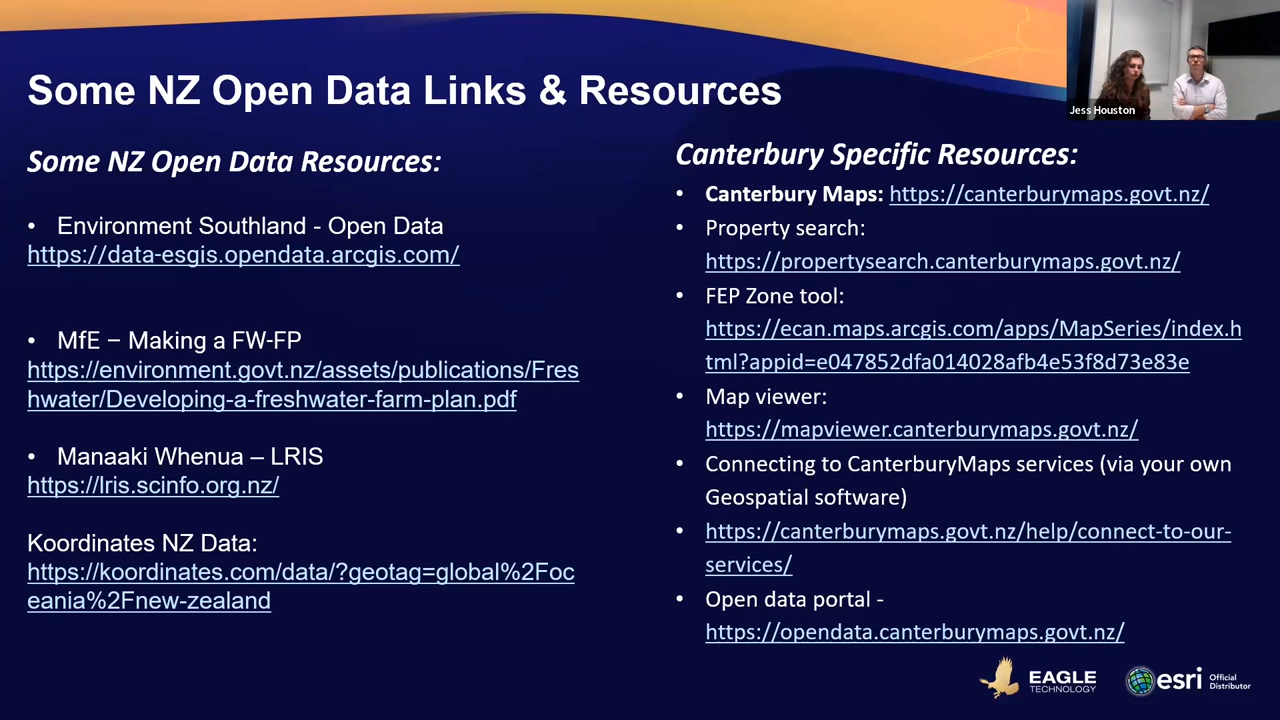 Some NZ Open Data Links & Resources
Jess Houston
Some NZ Open Data Resources:
• Environment Southland - Open Data
https://data-esgis.opendata.arcgis.com/
• MfE – Making a FW-FP
https://environment.govt.nz/assets/publications/Fres
hwater/Developing-a-freshwater-farm-plan.pdf
• Manaaki Whenua – LRIS
https://lris.scinfo.org.nz/
Koordinates NZ Data:
https://koordinates.com/data/?geotag=global%2Foc
eania%2Fnew-zealand
Canterbury Specific Resources:
• Canterbury Maps: https://canterburymaps.govt.nz/
• Property search:
https://propertysearch.canterburymaps.govt.nz/
• FEP Zone tool:
https://ecan.maps.arcgis.com/apps/MapSeries/index.h
tml?appid=e047852dfa014028afb4e53f8d73e83e
• Map viewer:
https://mapviewer.canterburymaps.govt.nz/
• Connecting to CanterburyMaps services (via your own
Geospatial software)
• https://canterburymaps.govt.nz/help/connect-to-our-
services/
• Open data portal -
https://opendata.canterburymaps.govt.nz/
EAGLE
TECHNOLOGY
esri
Official
Distributor